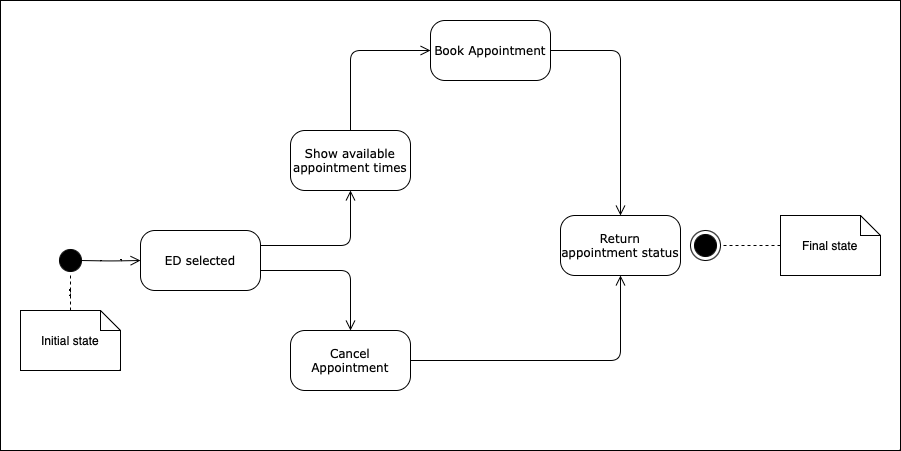 Book Appointment
Show available
appointment times
ED selected
Return
appointment status
Final state
Initial state
Cancel
Appointment